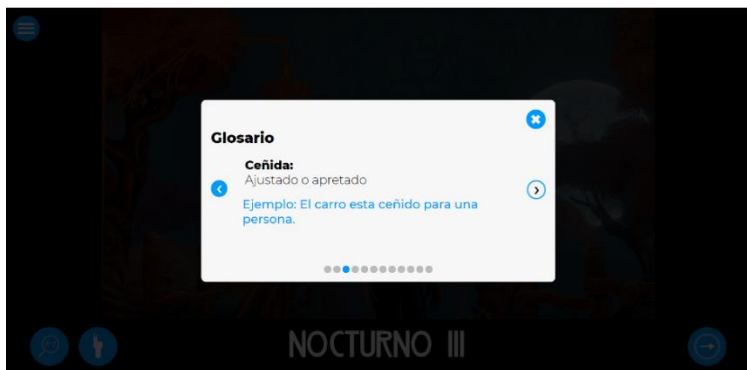 Glosario
Ceñida:
Ajustado o apretado
Ejemplo: El carro esta ceñido para una
persona.
NOCTURNO III